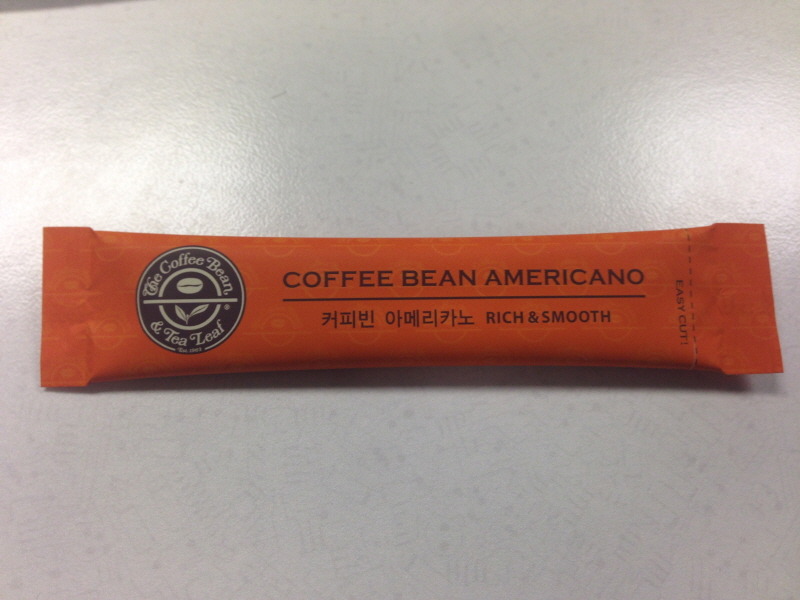 The Coffee Bean
& Tea Leaf
®
COFFEE BEAN AMERICANO
커피빈 아메리카노 RICH & SMOOTH
EASY CUT!